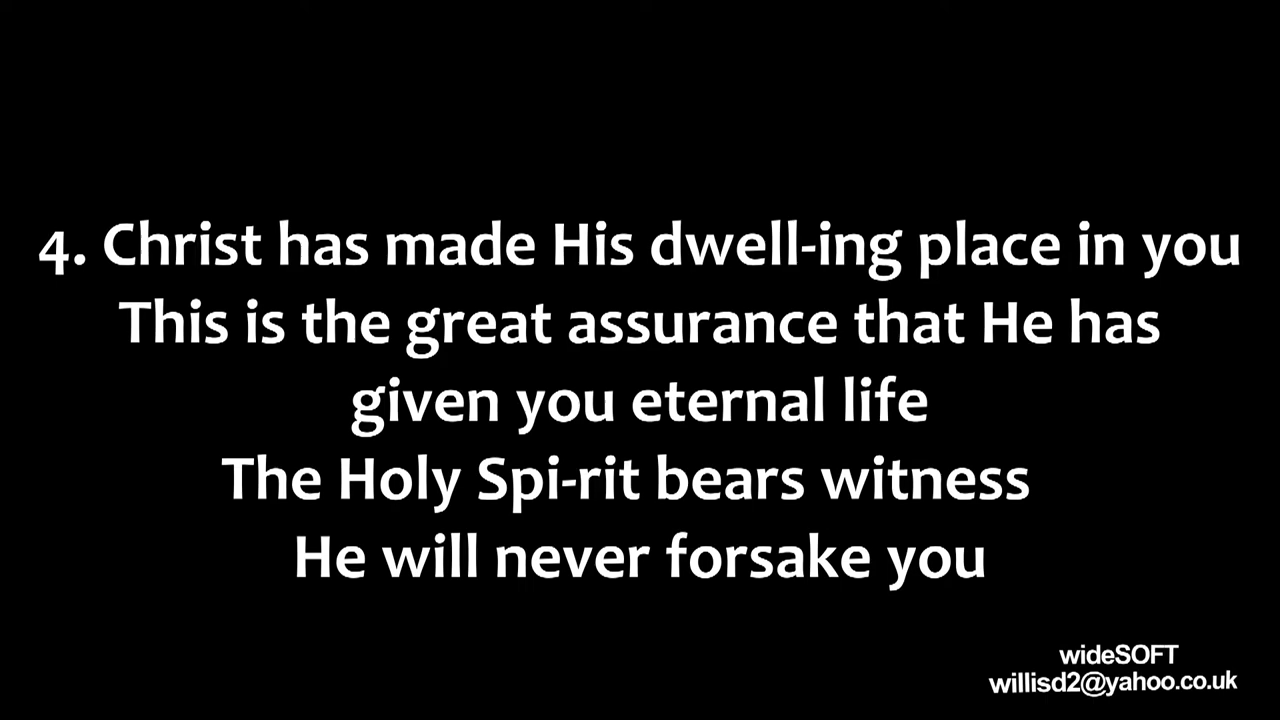 4. Christ has made His dwell-ing place in you
This is the great assurance that He has
given you eternal life
The Holy Spi-rit bears witness
He will never forsake you
wideSOFT
willisd2@yahoo.co.uk